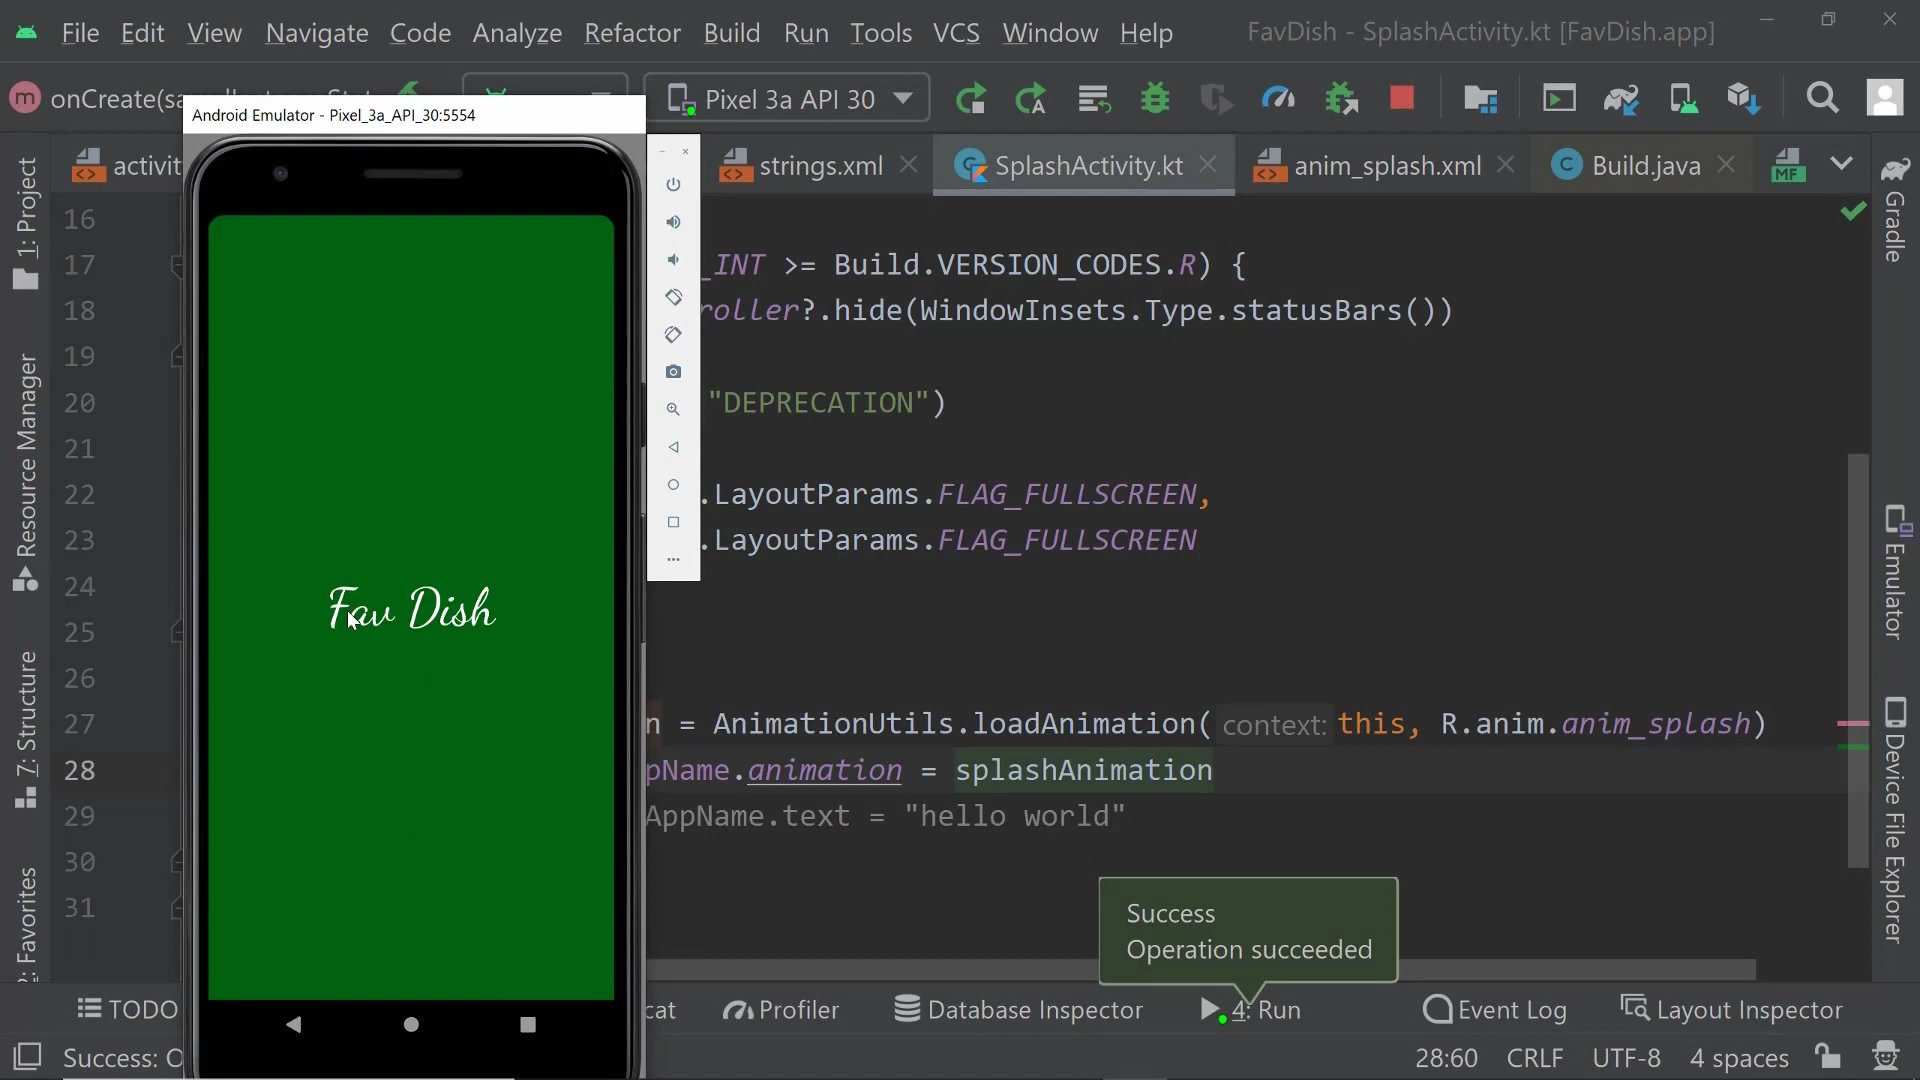 File Edit View Navigate Code Analyze Refactor Build Run Tools VCS Window Help FavDish - SplashActivity.kt [FavDish.app]
m onCreate(sa Pixel 3a API 30
Android Emulator - Pixel_3a_API_30:5554
activit strings.xml SplashActivity.kt anim_splash.xml Build.java MF
1: Project
Resource Manager
7: Structure
Favorites
16
17 _INT >= Build.VERSION_CODES.R) {
18 roller?.hide(WindowInsets.Type.statusBars())
19
20 "DEPRECATION")
21
22 .LayoutParams.FLAG_FULLSCREEN,
23 .LayoutParams.FLAG_FULLSCREEN
24
25
26
27 n = AnimationUtils.loadAnimation( context: this, R.anim.anim_splash)
28 pName.animation = splashAnimation
29 AppName.text = "hello world"
30
31
Fav Dish
Gradle
Emulator
Device File Explorer
Success
Operation succeeded
TODO cat Profiler Database Inspector 4: Run Event Log Layout Inspector
Success: O 28:60 CRLF UTF-8 4 spaces